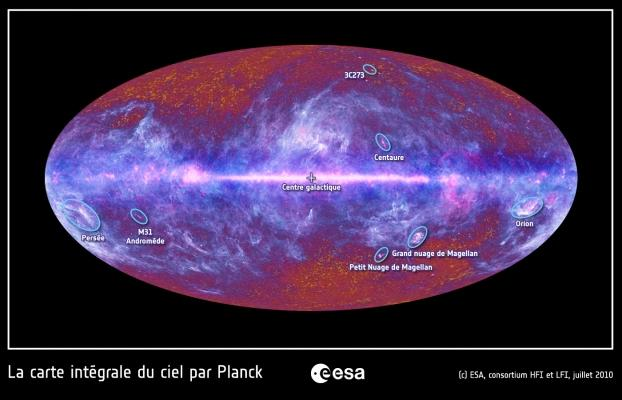 3C273
Centaure
Centre galactique
Persée
M31
Andromède
Orion
Grand nuage de Magellan
Petit Nuage de Magellan
La carte intégrale du ciel par Planck
esa
(c) ESA, consortium HFI et LFI, juillet 2010